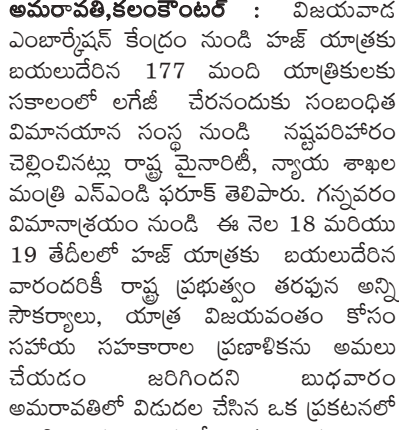 అమరావతి,కలంకౌంటర్ : విజయవాడ
ఎంబార్కేషన్ కేంద్రం నుండి హజ్ యాత్రకు
బయలుదేరిన 177 మంది యాత్రికులకు
సకాలంలో లగేజీ చేరనందుకు సంబంధిత
విమానయాన సంస్థ నుండి నష్టపరిహారం
చెల్లించినట్లు రాష్ట్ర మైనారిటీ, న్యాయ శాఖల
మంత్రి ఎన్ఎండి ఫరూక్ తెలిపారు. గన్నవరం
విమానాశ్రయం నుండి ఈ నెల 18 మరియు
19 తేదీలలో హజ్ యాత్రకు బయలుదేరిన
వారందరికీ రాష్ట్ర ప్రభుత్వం తరఫున అన్ని
సౌకర్యాలు, యాత్ర విజయవంతం కోసం
సహాయ సహకారాల ప్రణాళికను అమలు
చేయడం జరిగిందని బుధవారం
అమరావతిలో విడుదల చేసిన ఒక ప్రకటనలో